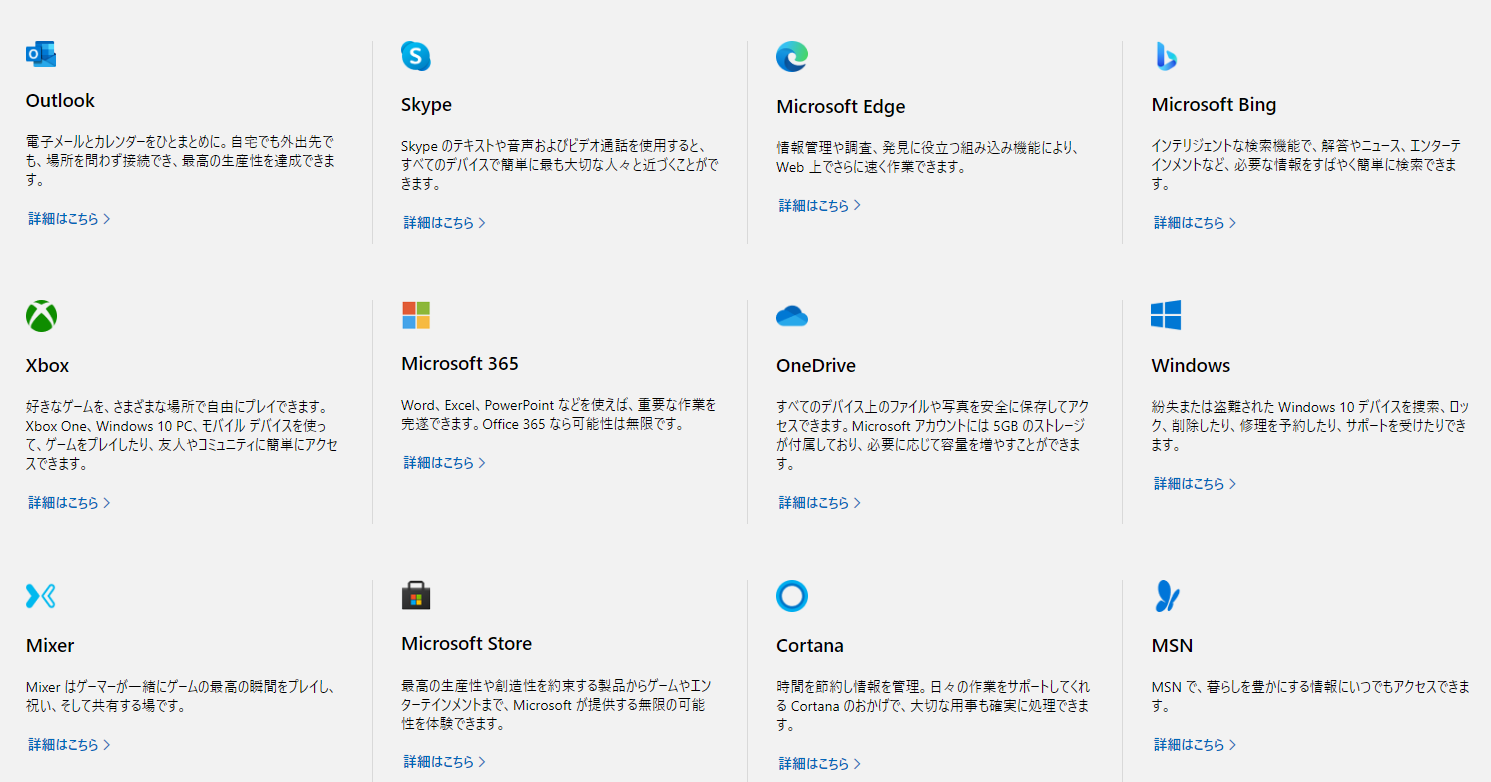 Outlook
電子メールとカレンダーをひとまとめに。自宅でも外出先で
も、場所を問わず接続でき、最高の生産性を達成できま
す。
詳細はこちら
Skype
Skype のテキストや音声およびビデオ通話を使用すると、
すべてのデバイスで簡単に最も大切な人々と近づくことがで
きます。
詳細はこちら
Microsoft Edge
情報管理や調査、発見に役立つ組み込み機能により、
Web 上でさらに速く作業できます。
詳細はこちら
Microsoft Bing
インテリジェントな検索機能で、解答やニュース、エンターテ
インメントなど、必要な情報をすばやく簡単に検索できま
す。
詳細はこちら
Xbox
好きなゲームを、さまざまな場所で自由にプレイできます。
Xbox One、Windows 10 PC、モバイル デバイスを使っ
て、ゲームをプレイしたり、友人やコミュニティに簡単にアクセ
スできます。
詳細はこちら
Microsoft 365
Word、Excel、PowerPoint などを使えば、重要な作業を
完遂できます。Office 365 なら可能性は無限です。
詳細はこちら
OneDrive
すべてのデバイス上のファイルや写真を安全に保存してアク
セスできます。Microsoft アカウントには 5GB のストレージ
が付属しており、必要に応じて容量を増やすことができま
す。
詳細はこちら
Windows
紛失または盗難された Windows 10 デバイスを捜索、ロッ
ク、削除したり、修理を予約したり、サポートを受けたりでき
ます。
詳細はこちら
Mixer
Mixer はゲーマーが一緒にゲームの最高の瞬間をプレイし、
祝い、そして共有する場です。
詳細はこちら
Microsoft Store
最高の生産性や創造性を約束する製品からゲームやエン
ターテインメントまで、Microsoft が提供する無限の可能
性を体験できます。
詳細はこちら
Cortana
時間を節約し情報を管理。日々の作業をサポートしてくれ
る Cortana のおかげで、大切な用事も確実に処理できま
す。
詳細はこちら
MSN
MSN で、暮らしを豊かにする情報にいつでもアクセスできま
す。
詳細はこちら